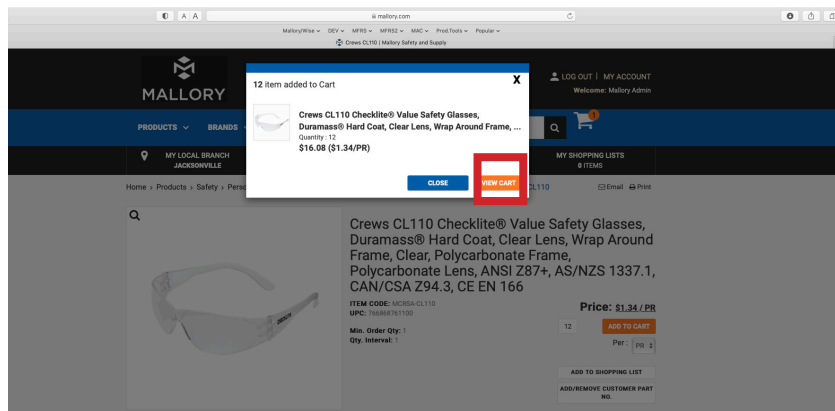 A A
mallory.com
Mallory/Wise DEV MFRS MFRS2 MAC Prod.Tools Popular
Crews CL110 | Mallory Safety and Supply
MALLORY
LOG OUT | MY ACCOUNT
Welcome: Mallory Admin
12 item added to Cart
X
Crews CL110 Checklite® Value Safety Glasses,
Duramass® Hard Coat, Clear Lens, Wrap Around Frame, ...
Quantity : 12
$16.08 ($1.34/PR)
CLOSE
VIEW CART
PRODUCTS
BRANDS
1
MY LOCAL BRANCH
JACKSONVILLE
MY SHOPPING LISTS
0 ITEMS
Home › Products › Safety › Perso
CL110
Email Print
Crews CL110 Checklite® Value Safety Glasses,
Duramass® Hard Coat, Clear Lens, Wrap Around
Frame, Clear, Polycarbonate Frame,
Polycarbonate Lens, ANSI Z87+, AS/NZS 1337.1,
CAN/CSA Z94.3, CE EN 166
ITEM CODE: MCRSA-CL110
UPC: 766868761100
Price: $1.34 / PR
Min. Order Qty: 1
Qty. Interval: 1
12
ADD TO CART
Per : PR
ADD TO SHOPPING LIST
ADD/REMOVE CUSTOMER PART
NO.